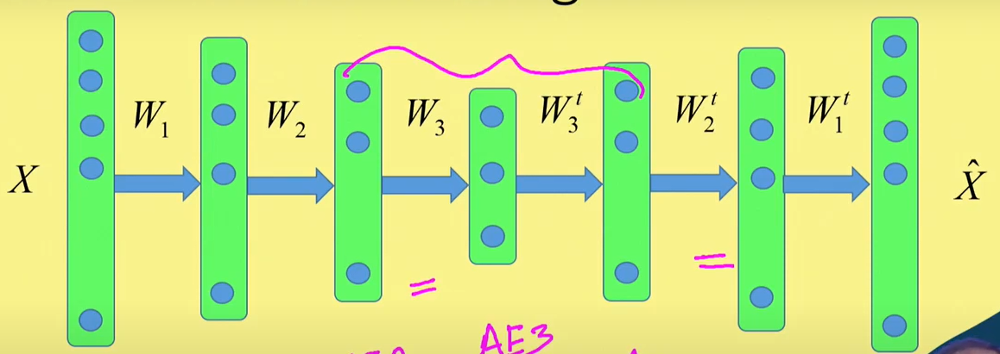 W₁ W₂ W₃ W₃ᵗ W₂ᵗ W₁ᵗ
X X̂
= =
AE3